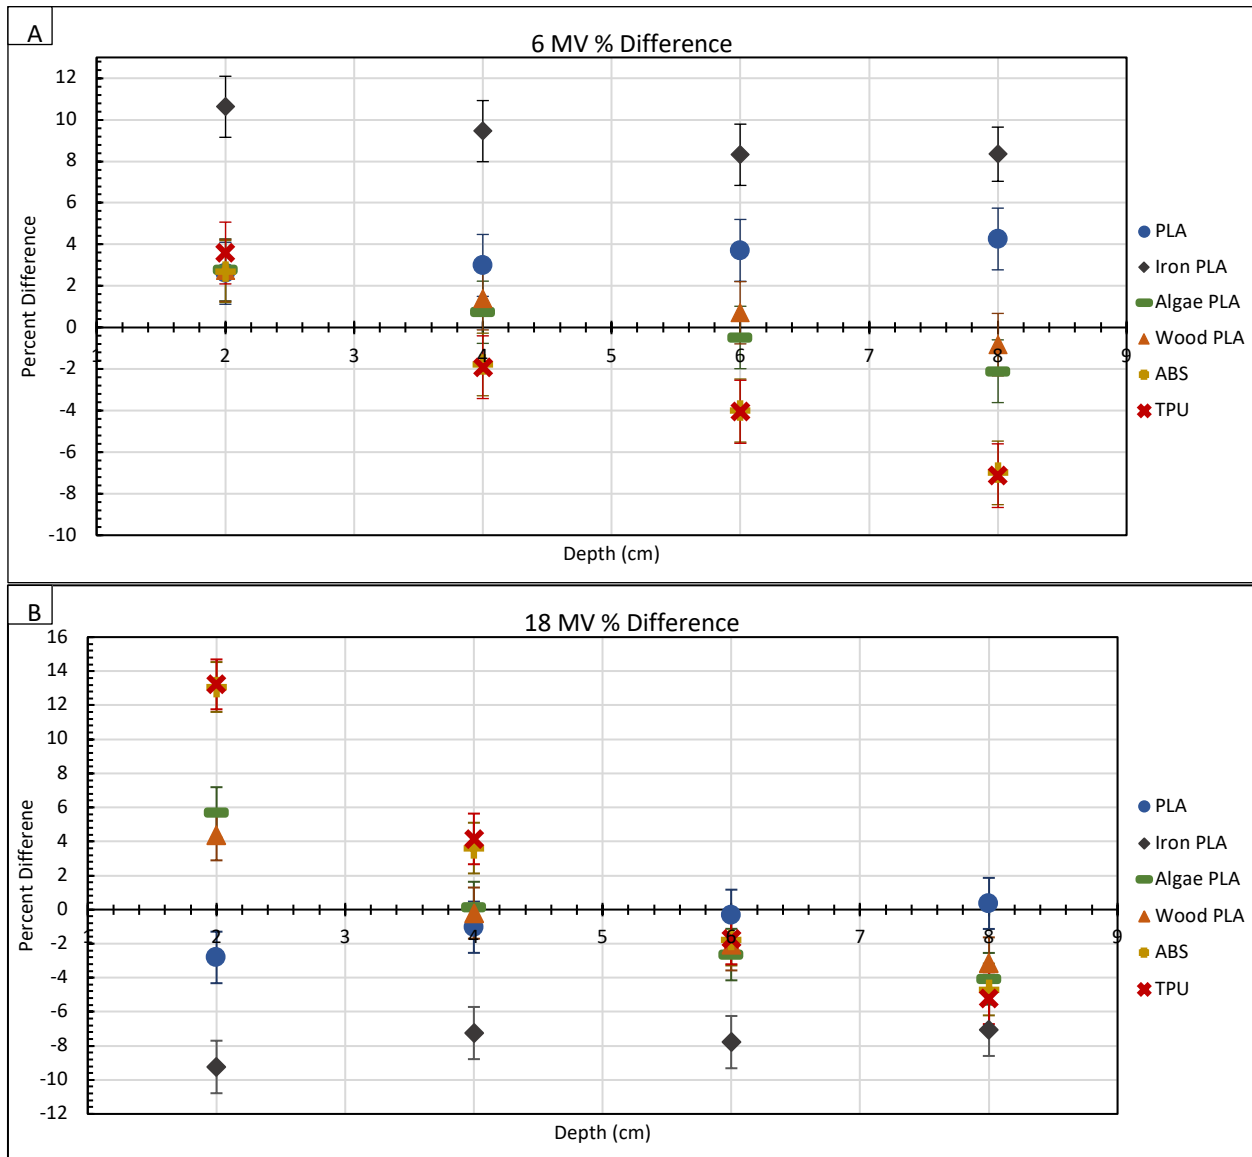 A
6 MV % Difference
12
10
8
6
4
2
0
-2
-4
-6
-8
-10
1 2 3 4 5 6 7 8 9
Percent Difference
Depth (cm)
PLA
Iron PLA
Algae PLA
Wood PLA
ABS
TPU
B
18 MV % Difference
16
14
12
10
8
6
4
2
0
-2
-4
-6
-8
-10
-12
1 2 3 4 5 6 7 8 9
Percent Differene
Depth (cm)
PLA
Iron PLA
Algae PLA
Wood PLA
ABS
TPU